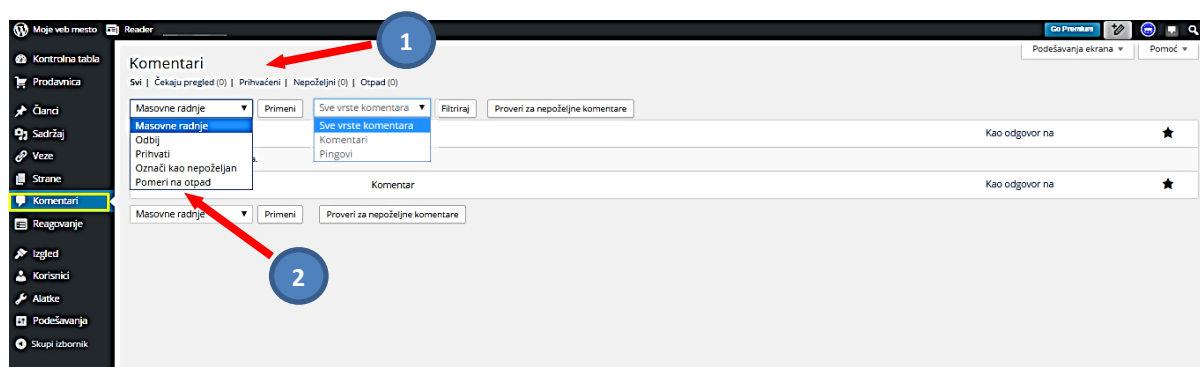 Moje veb mesto Reader Go Premium
Podešavanja ekrana Pomoć
Kontrolna tabla
Prodavnica
Članci
Sadržaj
Veze
Strane
Komentari
Reagovanje
Izgled
Korisnici
Alatke
Podešavanja
Skupi izbornik
1
Komentari
Svi | Čekaju pregled (0) | Prihvaćeni | Nepoželjni (0) | Otpad (0)
Masovne radnje Primeni Sve vrste komentara Filtriraj Proveri za nepoželjne komentare
Masovne radnje
Odbij
Prihvati
Označi kao nepoželjan
Pomeri na otpad
Sve vrste komentara
Komentari
Pingovi
Kao odgovor na
a.
Komentar Kao odgovor na
Masovne radnje Primeni Proveri za nepoželjne komentare
2